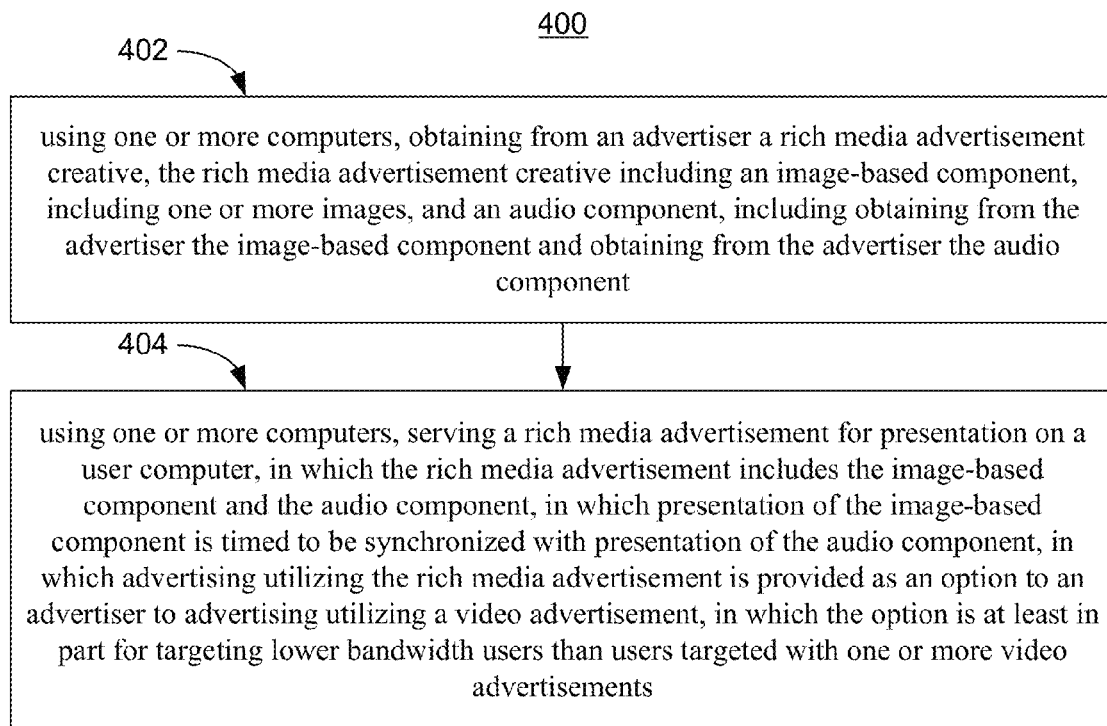 400
402
using one or more computers, obtaining from an advertiser a rich media advertisement
creative, the rich media advertisement creative including an image-based component,
including one or more images, and an audio component, including obtaining from the
advertiser the image-based component and obtaining from the advertiser the audio
component
404
using one or more computers, serving a rich media advertisement for presentation on a
user computer, in which the rich media advertisement includes the image-based
component and the audio component, in which presentation of the image-based
component is timed to be synchronized with presentation of the audio component, in
which advertising utilizing the rich media advertisement is provided as an option to an
advertiser to advertising utilizing a video advertisement, in which the option is at least in
part for targeting lower bandwidth users than users targeted with one or more video
advertisements